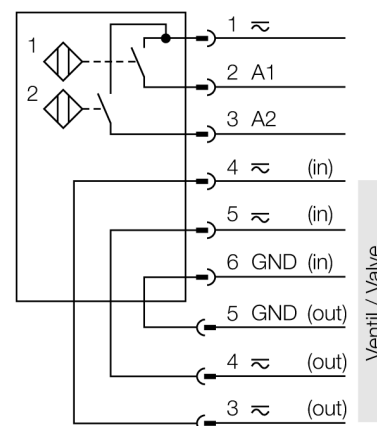 1 ⩬
2 A1
3 A2
4 ⩬ (in)
5 ⩬ (in)
6 GND (in)
5 GND (out)
4 ⩬ (out)
3 ⩬ (out)
1
2
Ventil / Valve